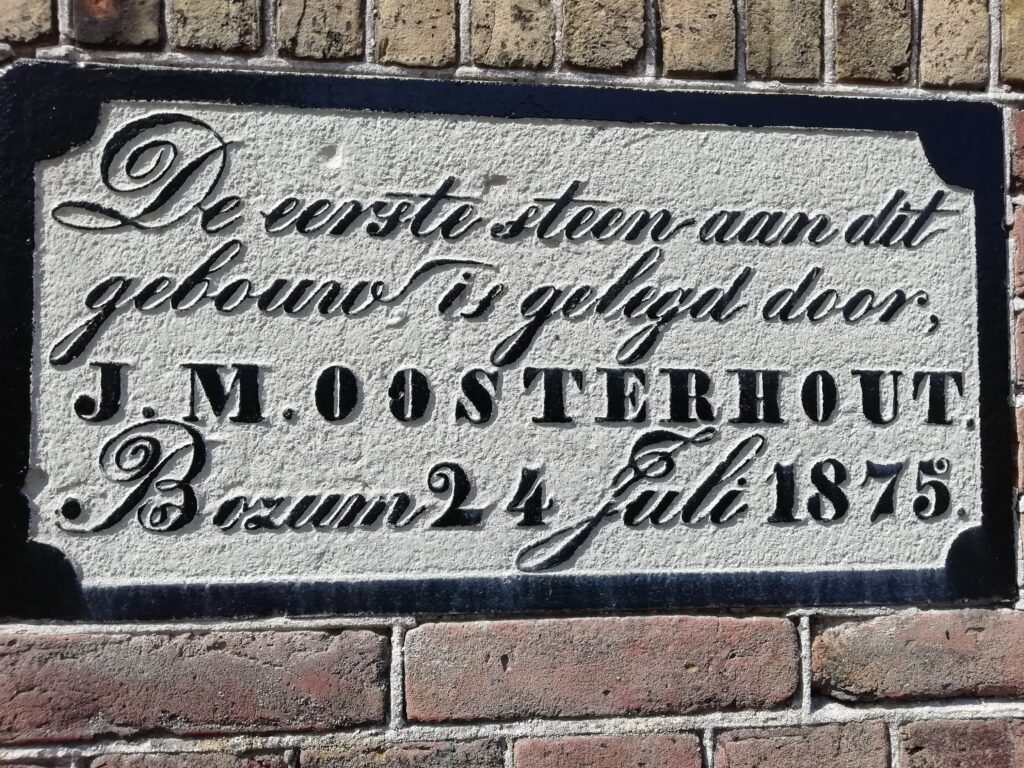 De eerste steen aan dit
gebouw is gelegd door,
J. M. OOSTERHOUT.
Bozum 24 Juli 1875.